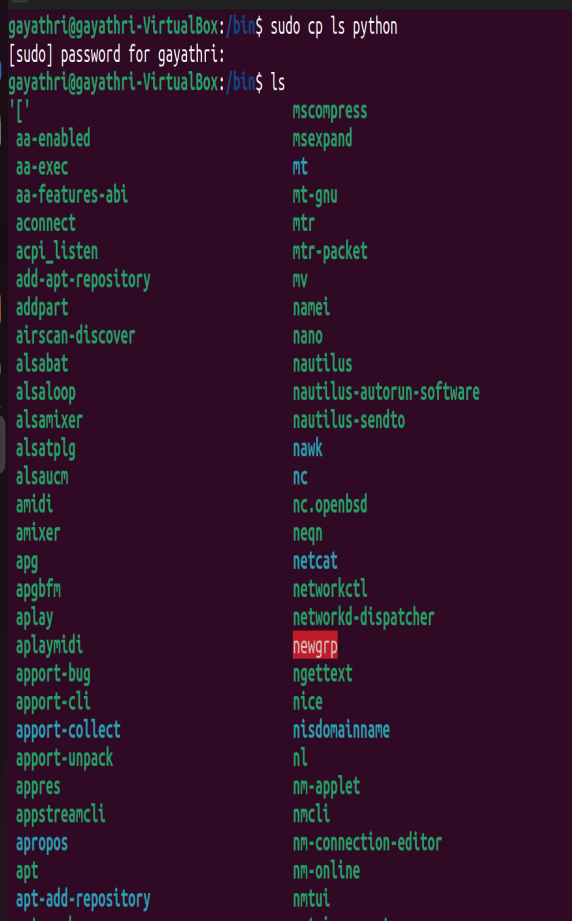 gayathri@gayathri-VirtualBox:/bin$ sudo cp ls python
[sudo] password for gayathri:
gayathri@gayathri-VirtualBox:/bin$ ls
'[' mscompress
aa-enabled msexpand
aa-exec mt
aa-features-abi mt-gnu
aconnect mtr
acpi_listen mtr-packet
add-apt-repository mv
addpart namei
airscan-discover nano
alsabat nautilus
alsaloop nautilus-autorun-software
alsamixer nautilus-sendto
alsatplg nawk
alsaucm nc
amidi nc.openbsd
amixer neqn
apg netcat
apgbfm networkctl
aplay networkd-dispatcher
aplaymidi newgrp
apport-bug ngettext
apport-cli nice
apport-collect nisdomainname
apport-unpack nl
appres nm-applet
appstreamcli nmcli
apropos nm-connection-editor
apt nm-online
apt-add-repository nmtui